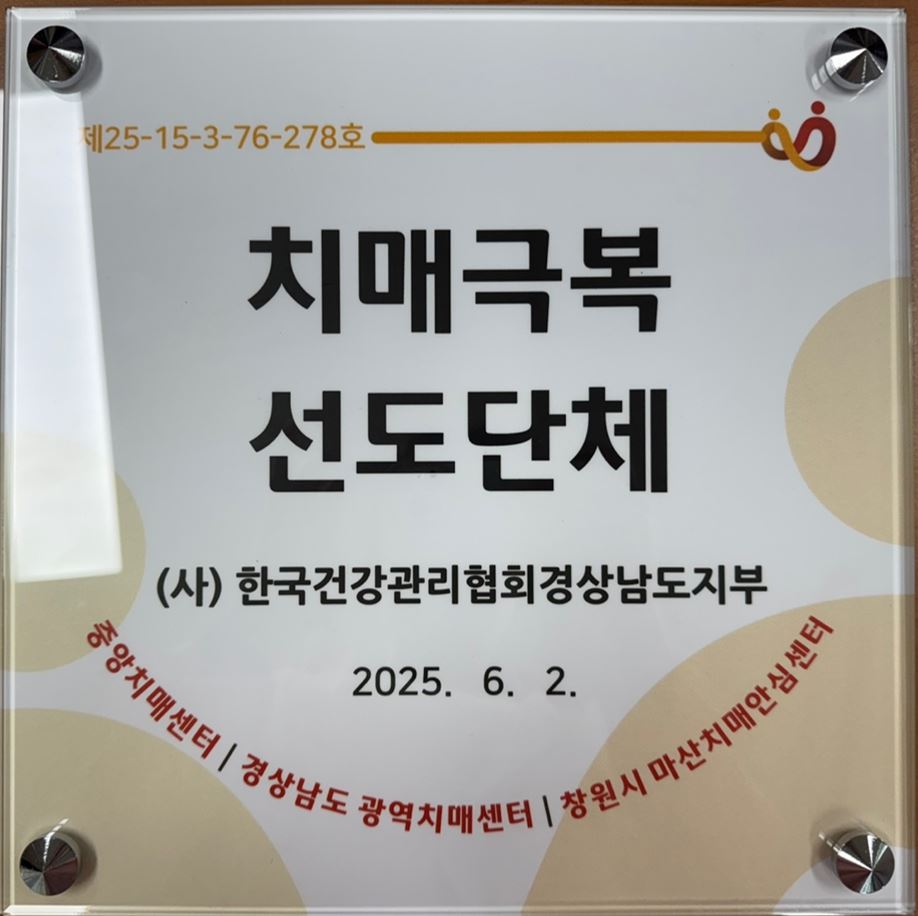 제25-15-3-76-278호
치매극복
선도단체
(사) 한국건강관리협회경상남도지부
2025. 6. 2.
중앙치매센터 | 경상남도 광역치매센터 | 창원시 마산치매안심센터